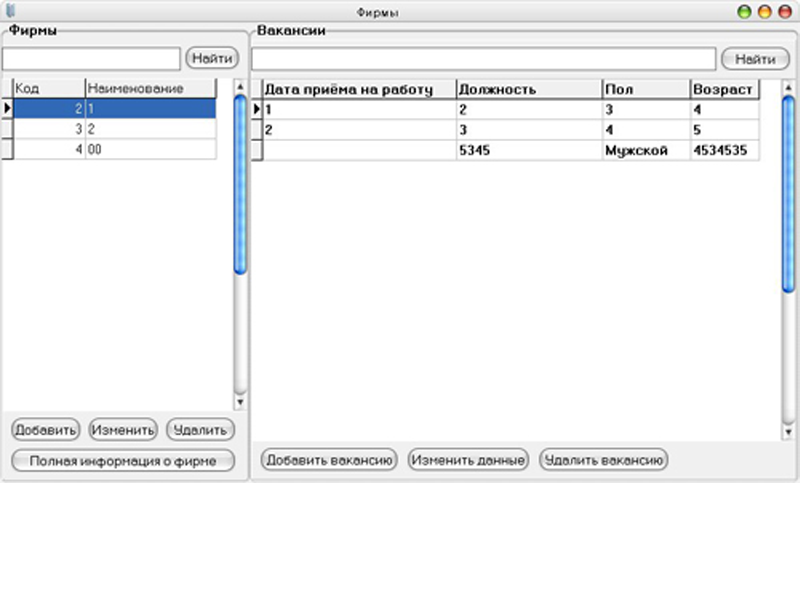 Фирмы
Фирмы
Найти
Код Наименование
2 1
3 2
4 00
Добавить Изменить Удалить
Полная информация о фирме
Вакансии
Найти
Дата приёма на работу Должность Пол Возраст
1 2 3 4
2 3 4 5
5345 Мужской 4534535
Добавить вакансию Изменить данные Удалить вакансию